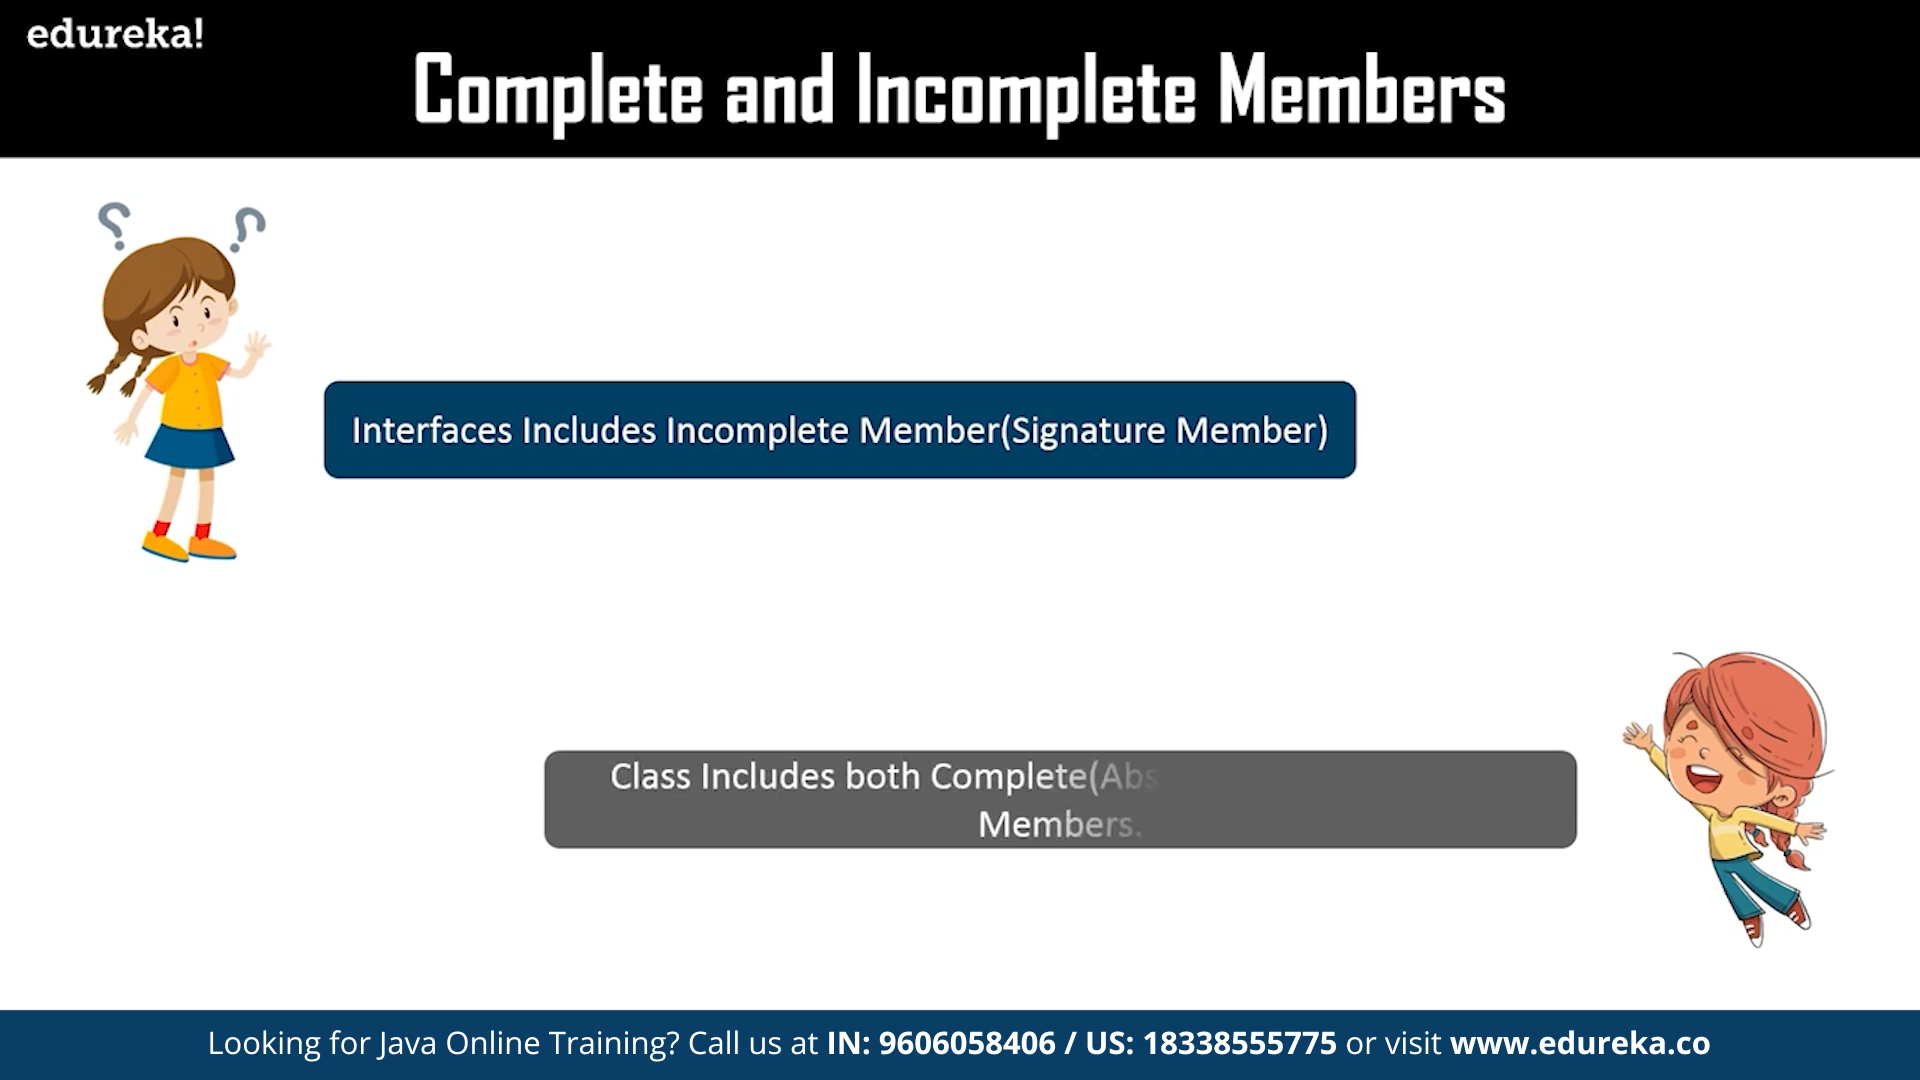 edureka!
Complete and Incomplete Members
Interfaces Includes Incomplete Member(Signature Member)
Class Includes both Complete(Abs
Members.
Looking for Java Online Training? Call us at IN: 9606058406 / US: 18338555775 or visit www.edureka.co